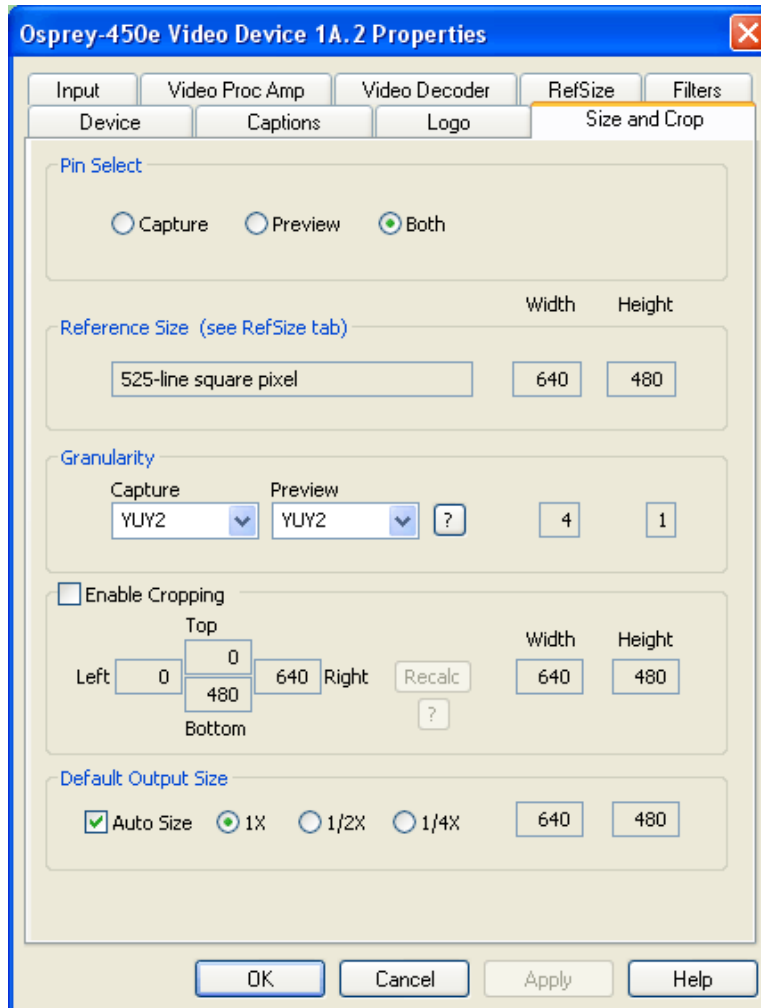 Osprey-450e Video Device 1A.2 Properties
Input Video Proc Amp Video Decoder RefSize Filters
Device Captions Logo Size and Crop
Pin Select
Capture Preview Both
Width Height
Reference Size (see RefSize tab)
525-line square pixel 640 480
Granularity
Capture Preview
YUY2 YUY2 ? 4 1
Enable Cropping
Top
Width Height
0
Left 0 640 Right Recalc 640 480
480 ?
Bottom
Default Output Size
Auto Size 1X 1/2X 1/4X 640 480
OK Cancel Apply Help